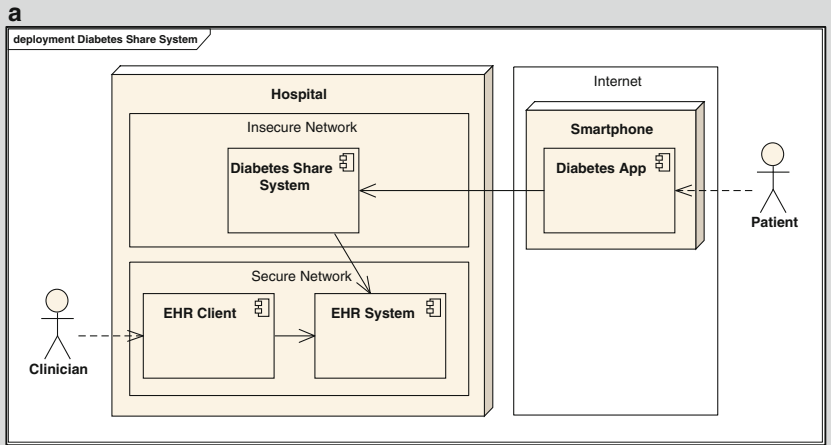 a
deployment Diabetes Share System
Hospital
Internet
Insecure Network
Smartphone
Diabetes Share
System
Diabetes App
Patient
Secure Network
EHR Client
EHR System
Clinician